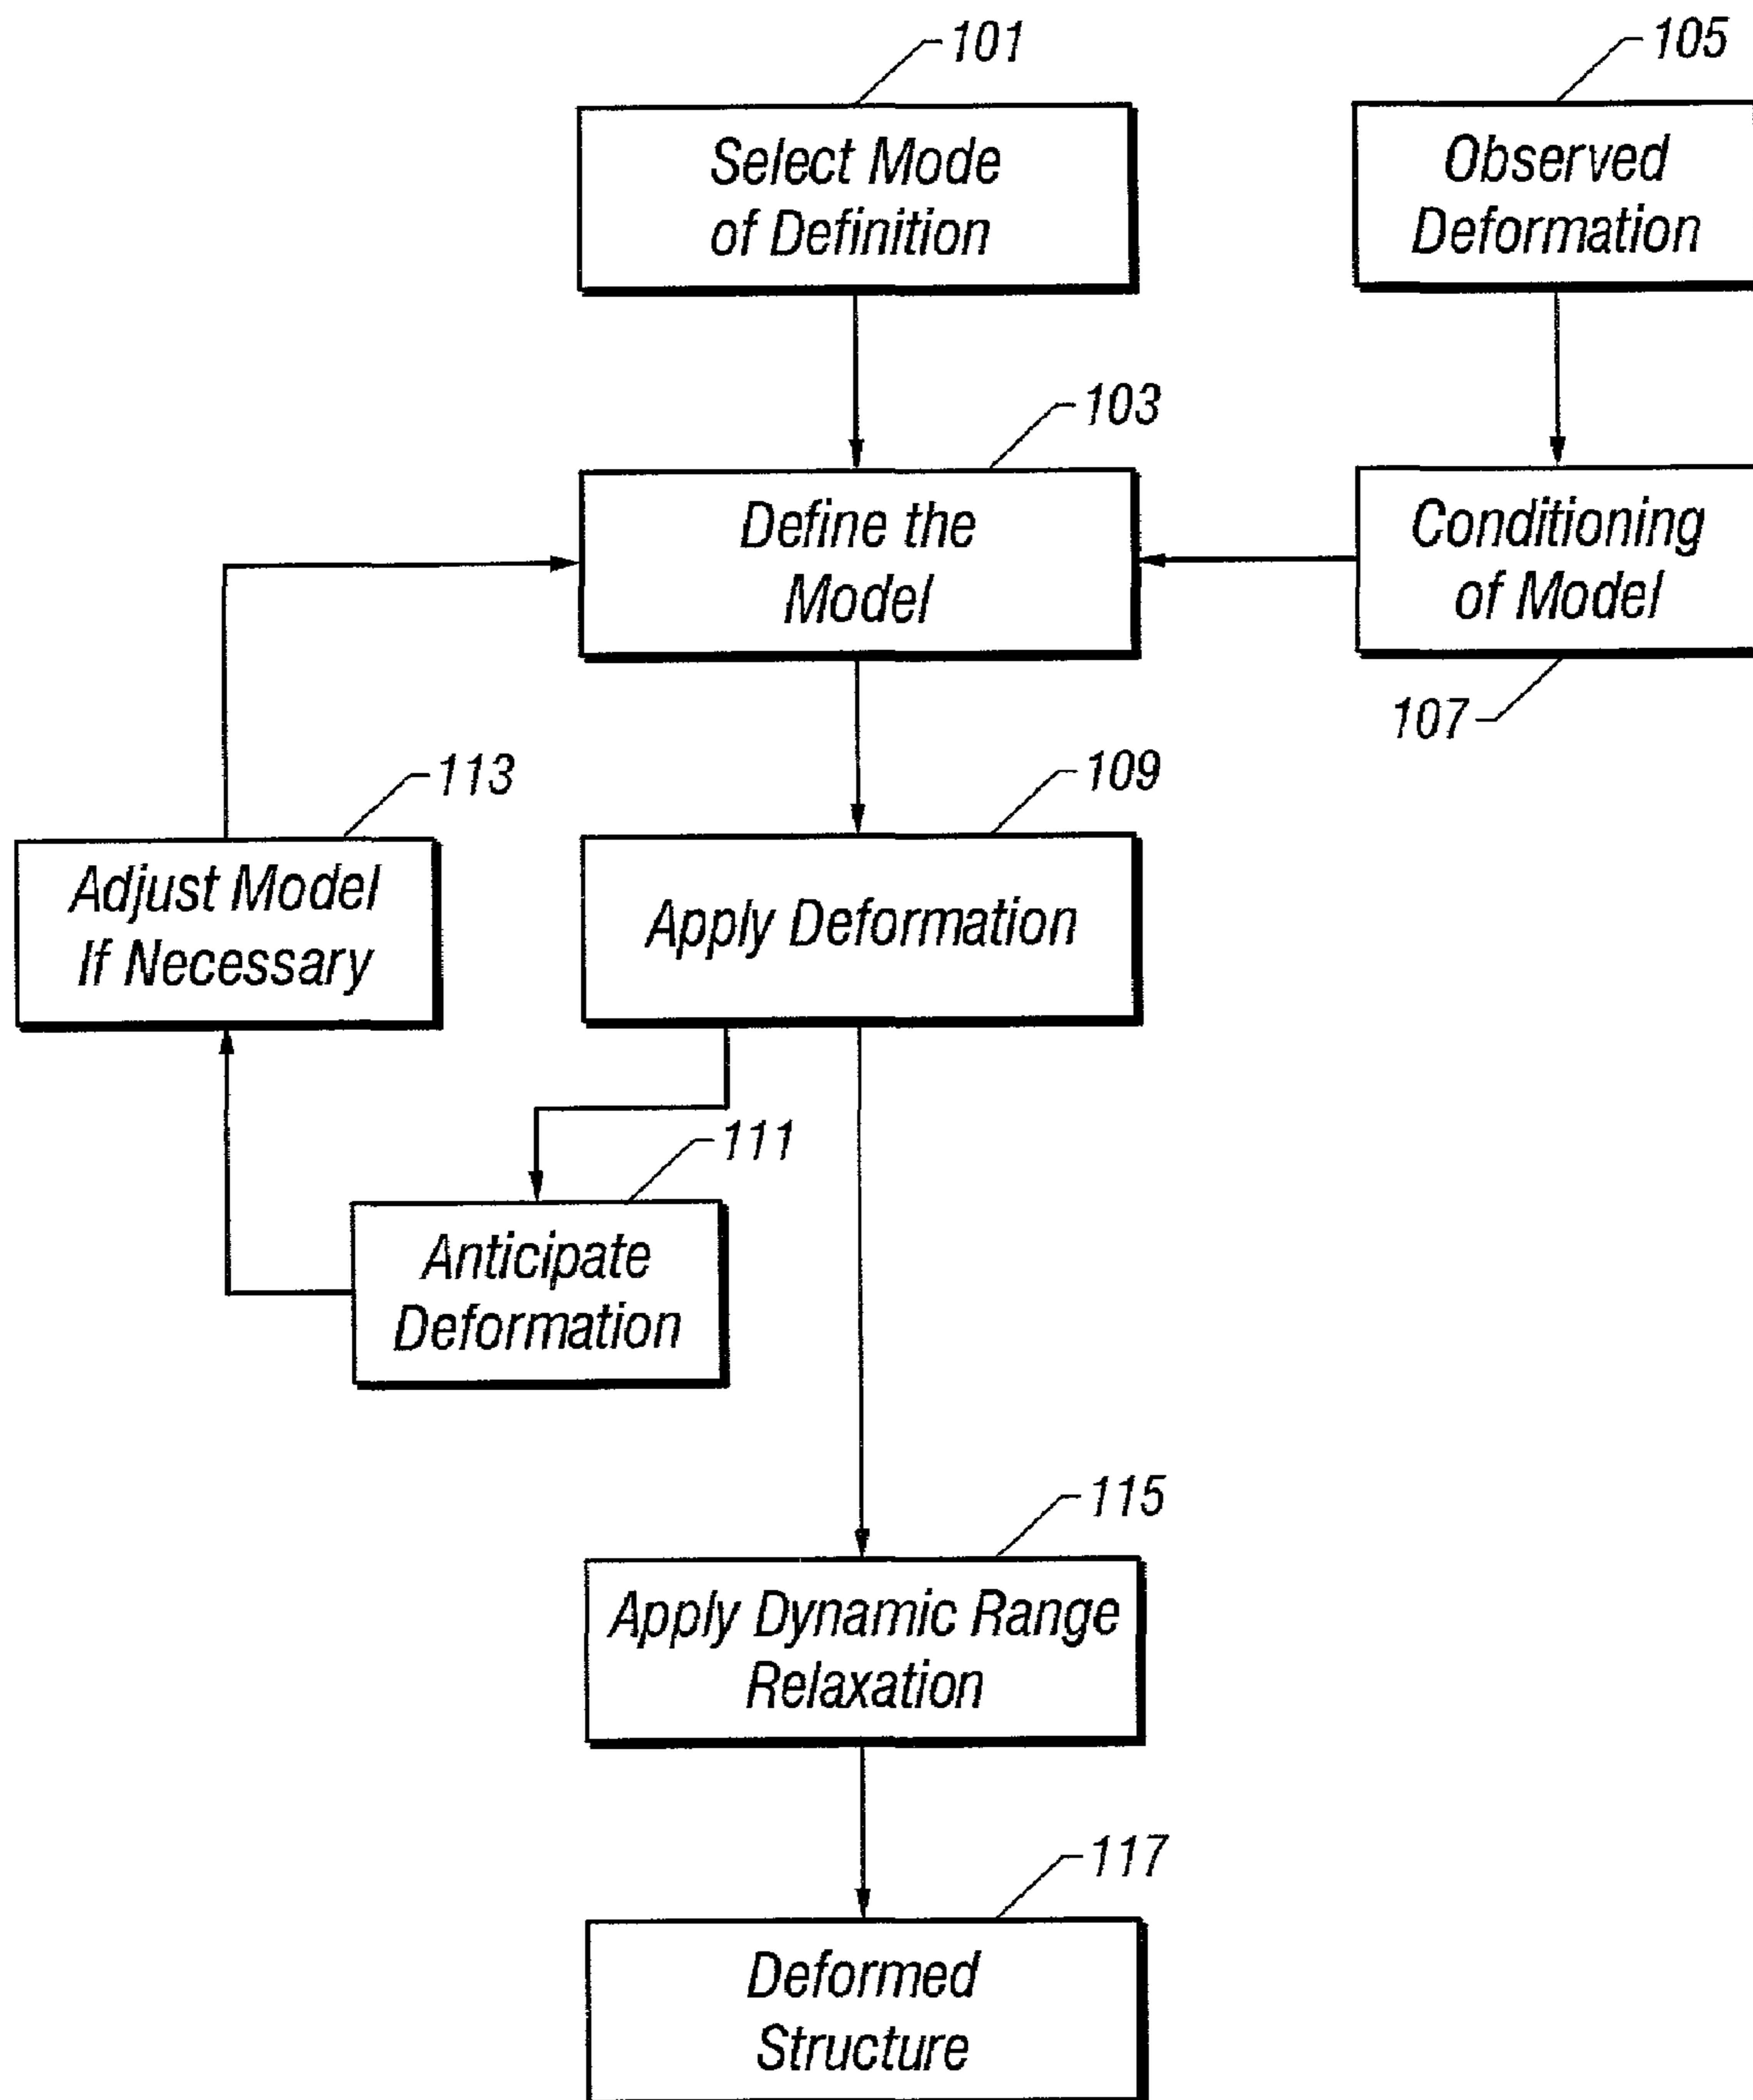 101
Select Mode
of Definition
105
Observed
Deformation
103
Define the
Model
Conditioning
of Model
107
113
Adjust Model
If Necessary
109
Apply Deformation
111
Anticipate
Deformation
115
Apply Dynamic Range
Relaxation
117
Deformed
Structure